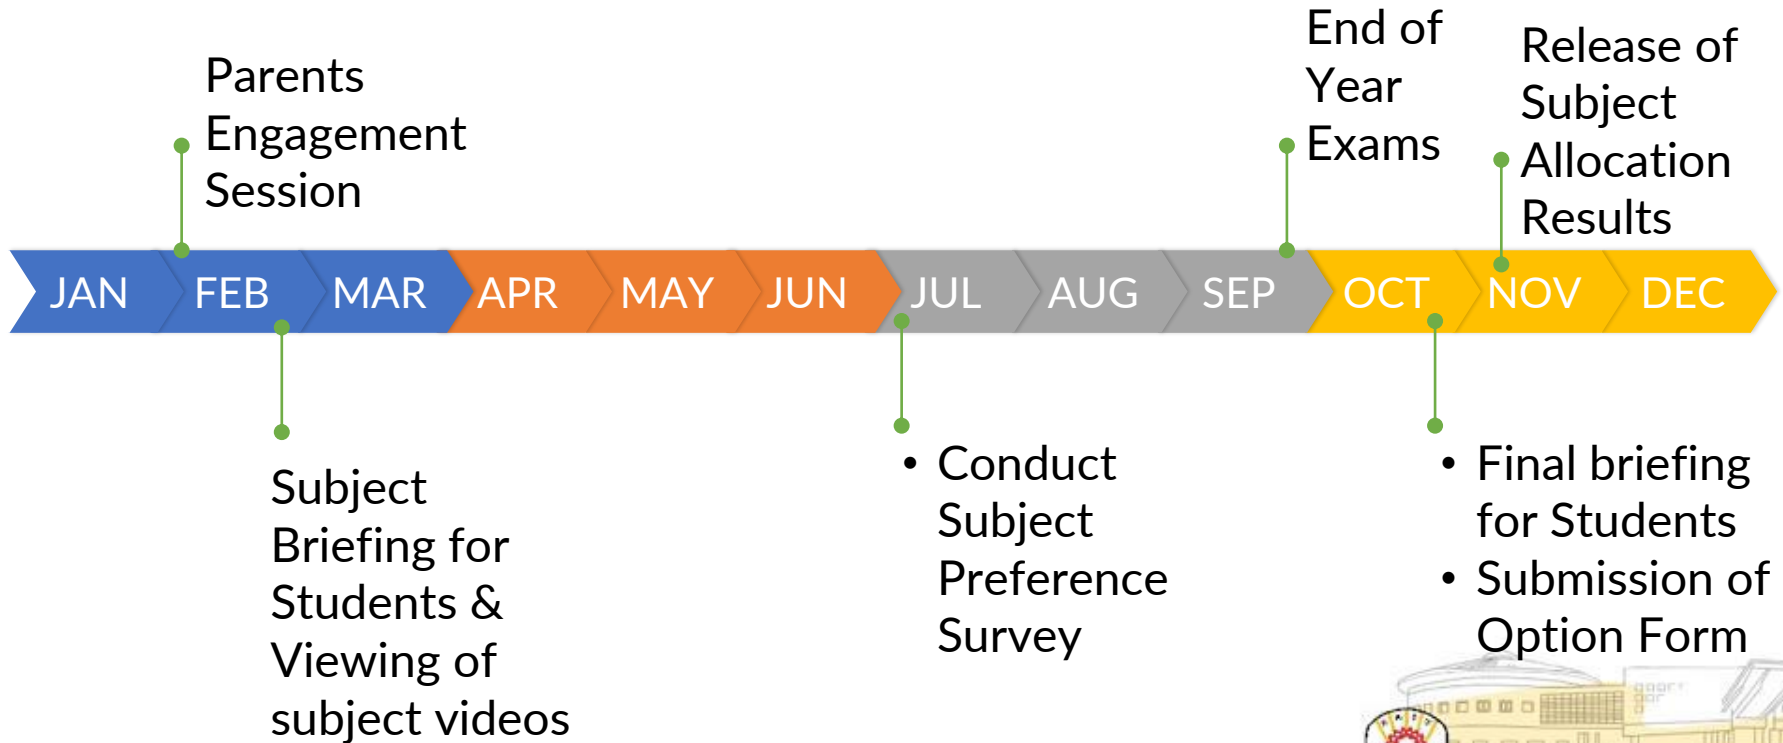 End of
Year
Exams
Release of
Subject
Allocation
Results
Parents
Engagement
Session
JAN FEB MAR APR MAY JUN JUL AUG SEP OCT NOV DEC
Subject
Briefing for
Students &
Viewing of
subject videos
• Conduct
Subject
Preference
Survey
• Final briefing
for Students
• Submission of
Option Form